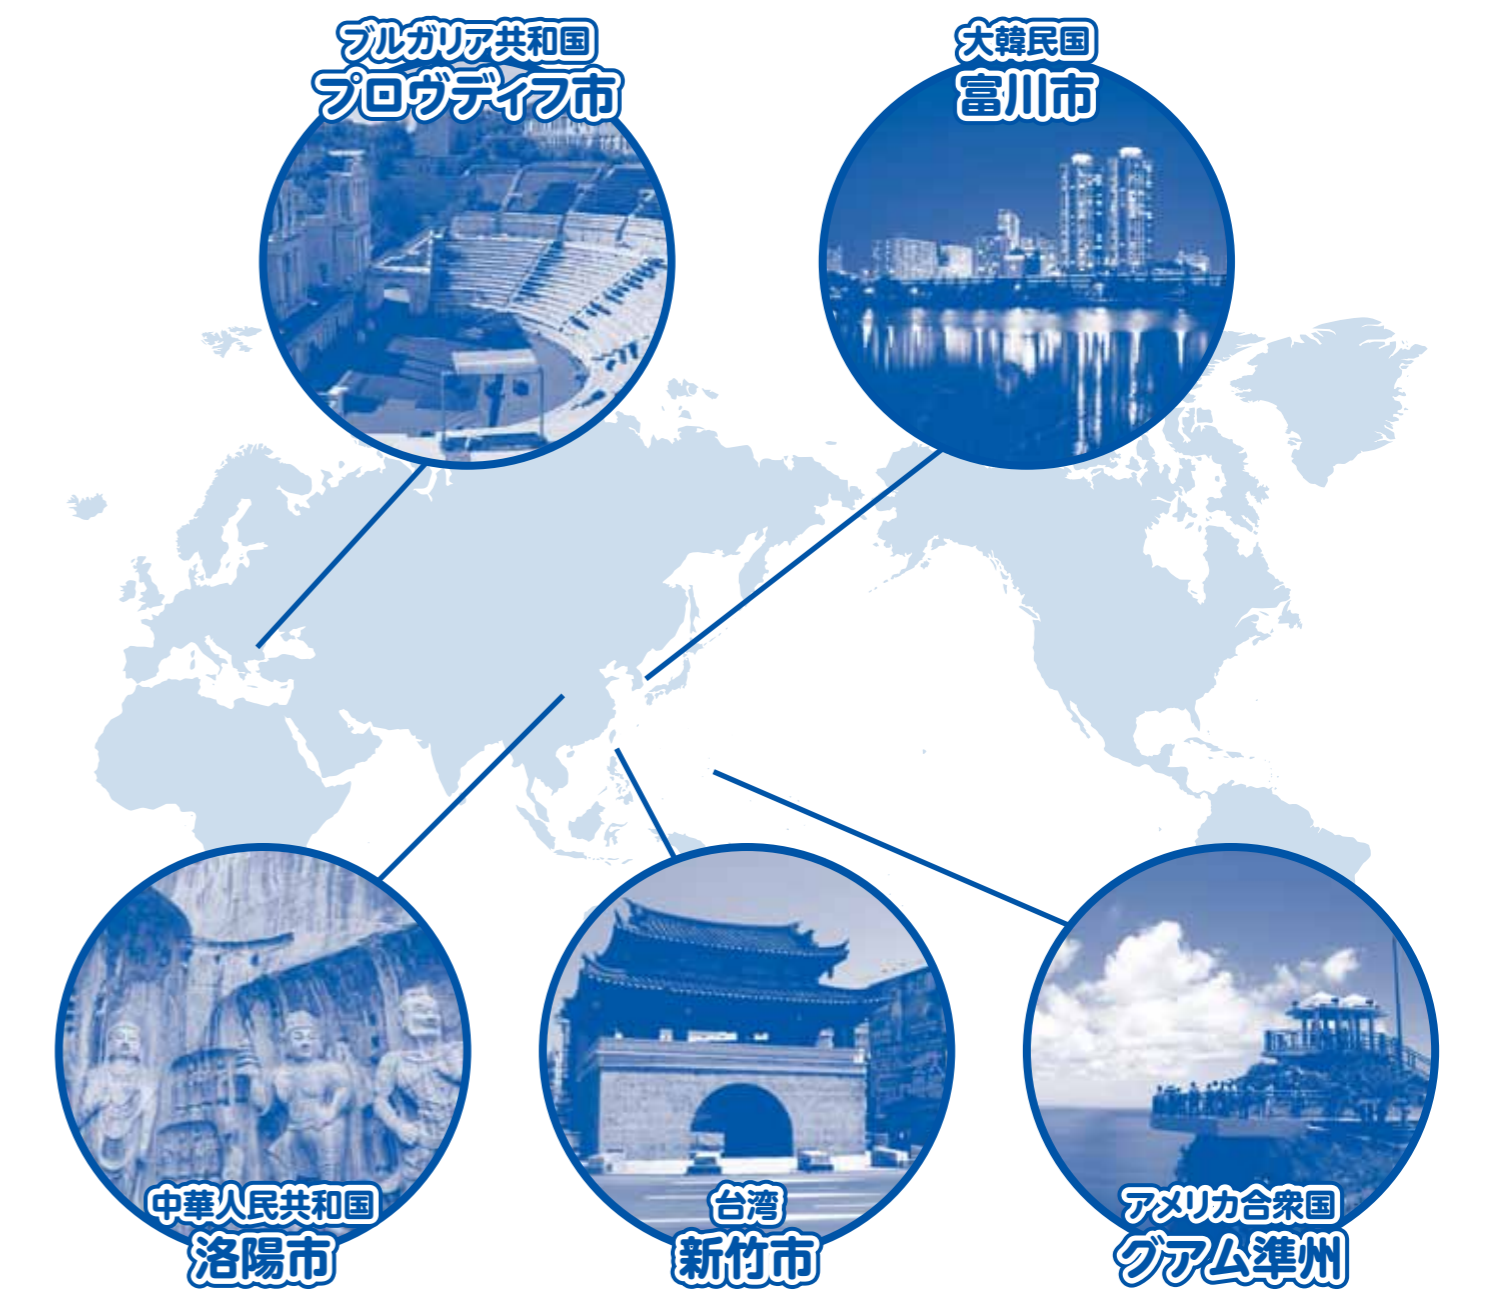 ブルガリア共和国
プロヴディフ市
大韓民国
富川市
中華人民共和国
洛陽市
台湾
新竹市
アメリカ合衆国
グアム準州